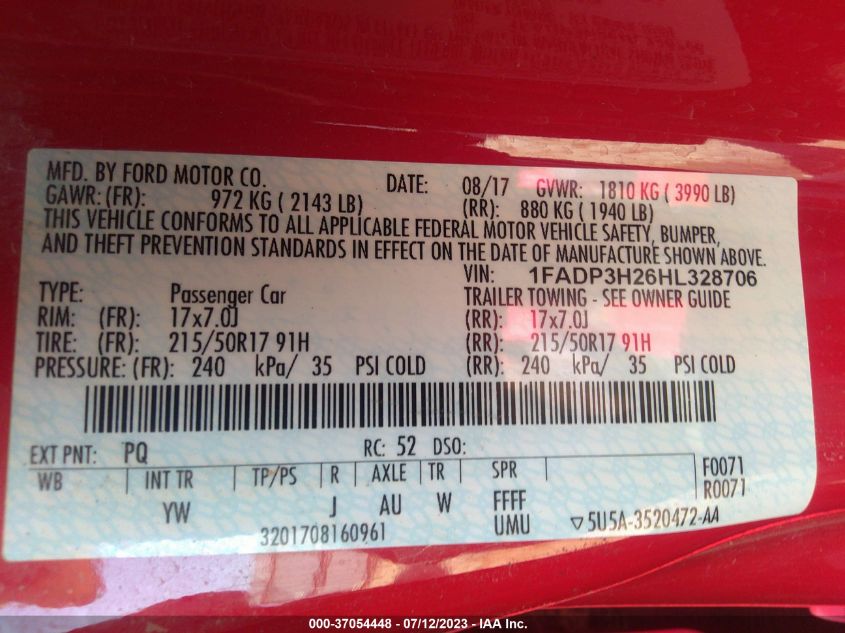 MFD. BY FORD MOTOR CO. DATE: 08/17 GVWR: 1810 KG ( 3990 LB)
GAWR: (FR): 972 KG ( 2143 LB) (RR): 880 KG ( 1940 LB)
THIS VEHICLE CONFORMS TO ALL APPLICABLE FEDERAL MOTOR VEHICLE SAFETY, BUMPER,
AND THEFT PREVENTION STANDARDS IN EFFECT ON THE DATE OF MANUFACTURE SHOWN ABOVE.
VIN: 1FADP3H26HL328706
TYPE: Passenger Car TRAILER TOWING - SEE OWNER GUIDE
RIM: (FR): 17x7.0J (RR): 17x7.0J
TIRE: (FR): 215/50R17 91H (RR): 215/50R17 91H
PRESSURE: (FR): 240 kPa/ 35 PSI COLD (RR): 240 kPa/ 35 PSI COLD
EXT PNT: PQ RC: 52 DSO:
WB INT TR TP/PS R AXLE TR SPR F0071
YW J AU W FFFF R0071
3201708160961 UMU ▽5U5A-3520472-AA
000-37054448 - 07/12/2023 - IAA Inc.